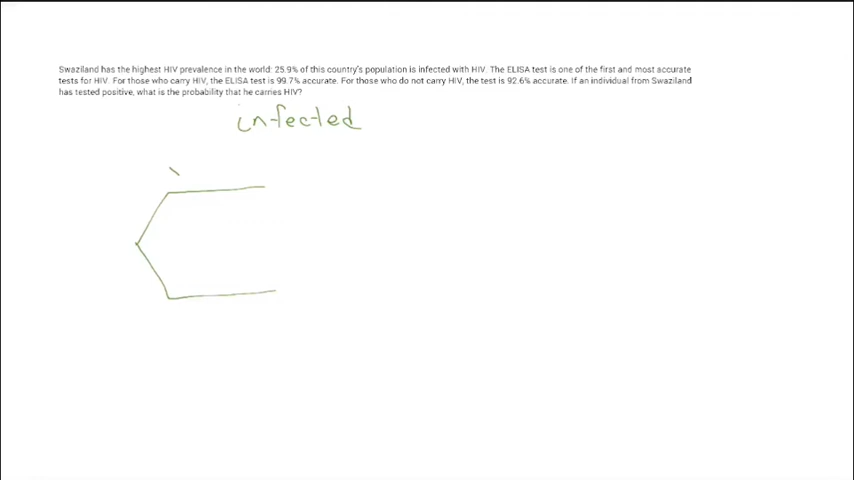 Swaziland has the highest HIV prevalence in the world: 25.9% of this country's population is infected with HIV. The ELISA test is one of the first and most accurate
tests for HIV. For those who carry HIV, the ELISA test is 99.7% accurate. For those who do not carry HIV, the test is 92.6% accurate. If an individual from Swaziland
has tested positive, what is the probability that he carries HIV?
infected